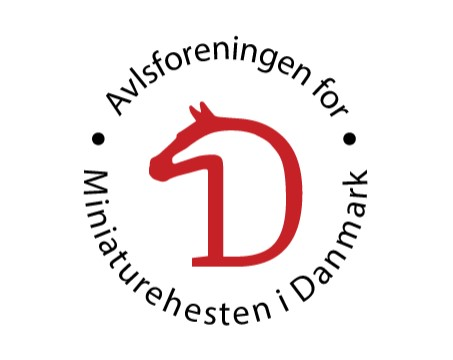 Avlsforeningen for
Miniaturehesten i Danmark
D